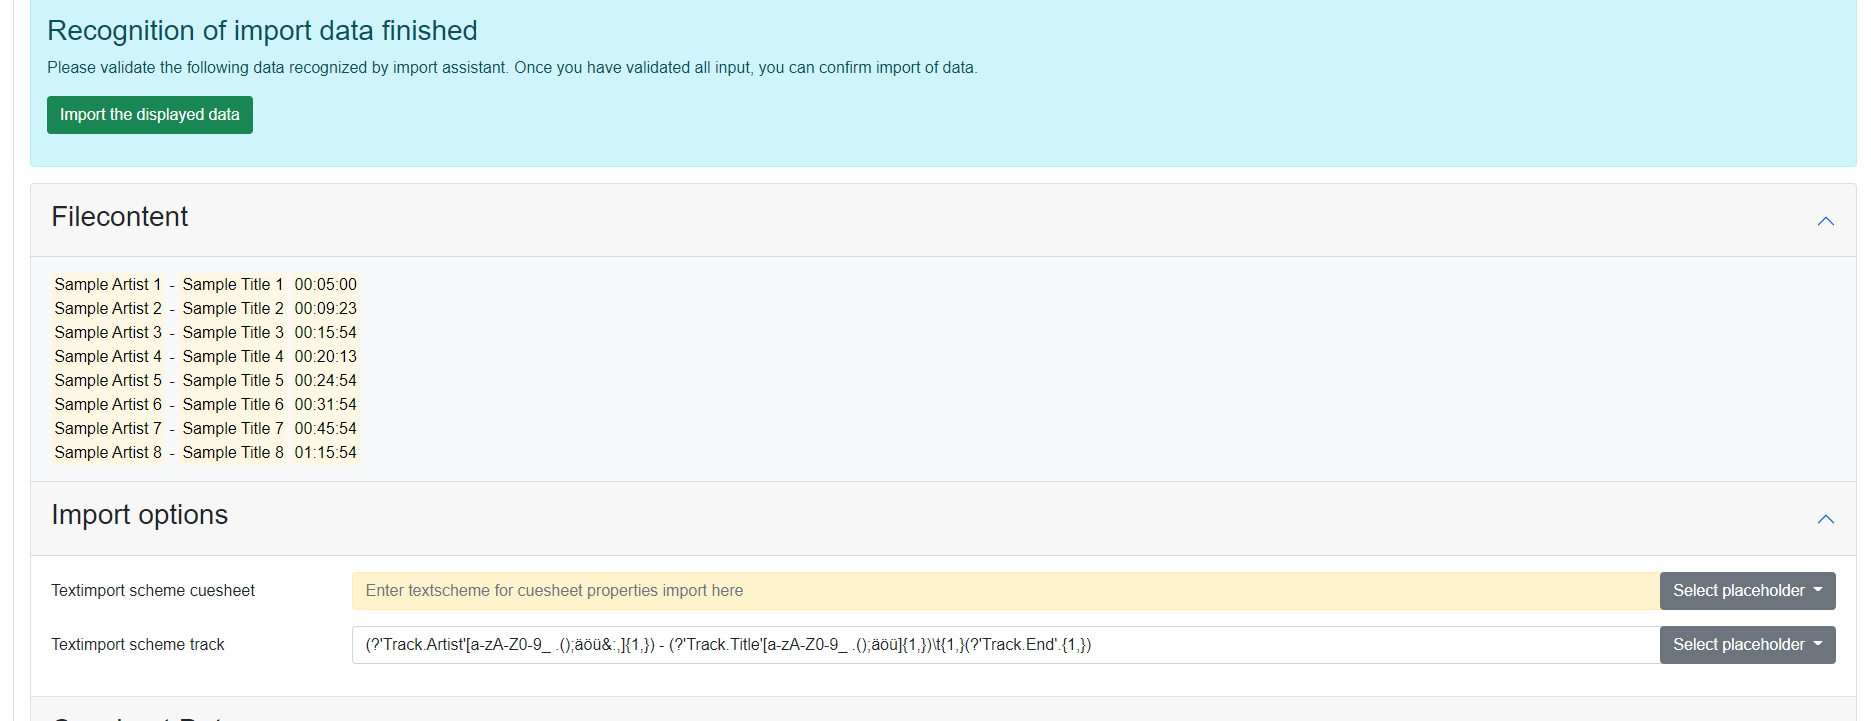 Recognition of import data finished
Please validate the following data recognized by import assistant. Once you have validated all input, you can confirm import of data.
Import the displayed data
Filecontent
Sample Artist 1 - Sample Title 1 00:05:00
Sample Artist 2 - Sample Title 2 00:09:23
Sample Artist 3 - Sample Title 3 00:15:54
Sample Artist 4 - Sample Title 4 00:20:13
Sample Artist 5 - Sample Title 5 00:24:54
Sample Artist 6 - Sample Title 6 00:31:54
Sample Artist 7 - Sample Title 7 00:45:54
Sample Artist 8 - Sample Title 8 01:15:54
Import options
Textimport scheme cuesheet Enter textscheme for cuesheet properties import here Select placeholder
Textimport scheme track (?'Track.Artist'[a-zA-Z0-9_ .();äöü&:,]{1,}) - (?'Track.Title'[a-zA-Z0-9_ .();äöü]{1,})\t{1,}(?'Track.End'.{1,}) Select placeholder